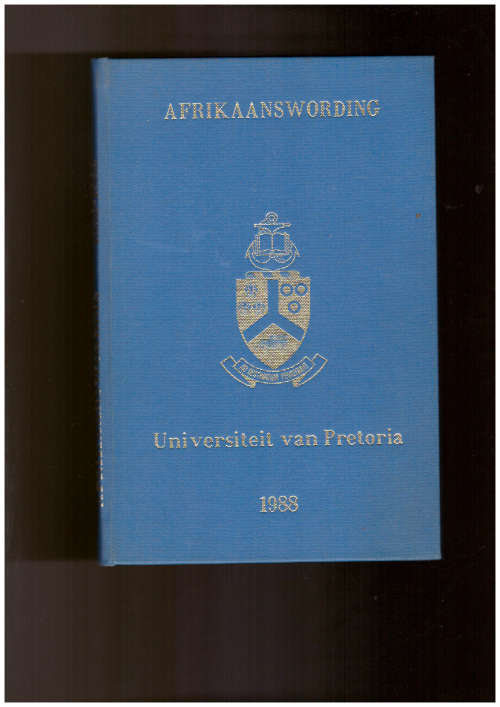 AFRIKAANSWORDING
Universiteit van Pretoria
1988